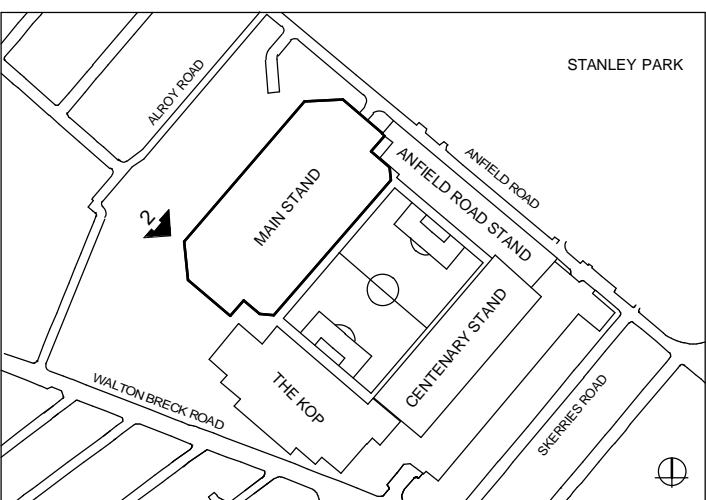 STANLEY PARK
ALROY ROAD
ANFIELD ROAD
ANFIELD ROAD STAND
MAIN STAND
2
CENTENARY STAND
THE KOP
WALTON BRECK ROAD
SKERRIES ROAD